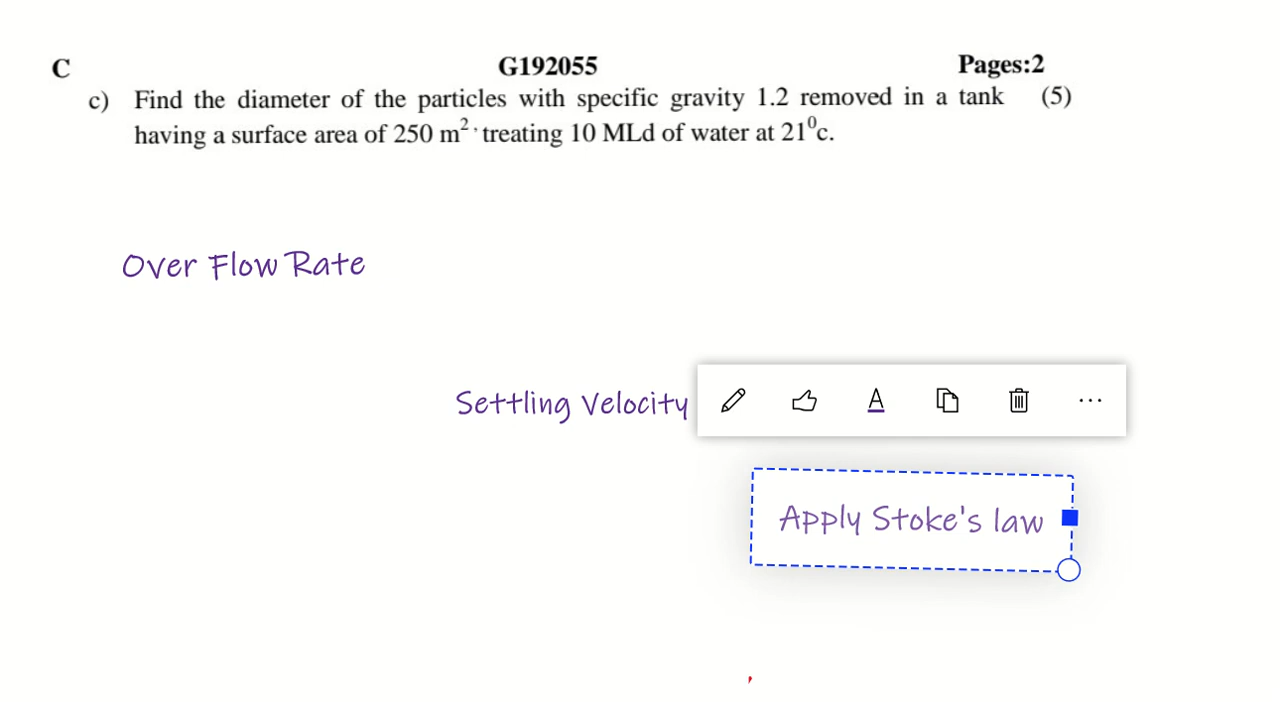 C G192055 Pages:2
c) Find the diameter of the particles with specific gravity 1.2 removed in a tank (5)
having a surface area of 250 m² treating 10 MLd of water at 21⁰c.
Over Flow Rate
Settling Velocity
Apply Stoke's law